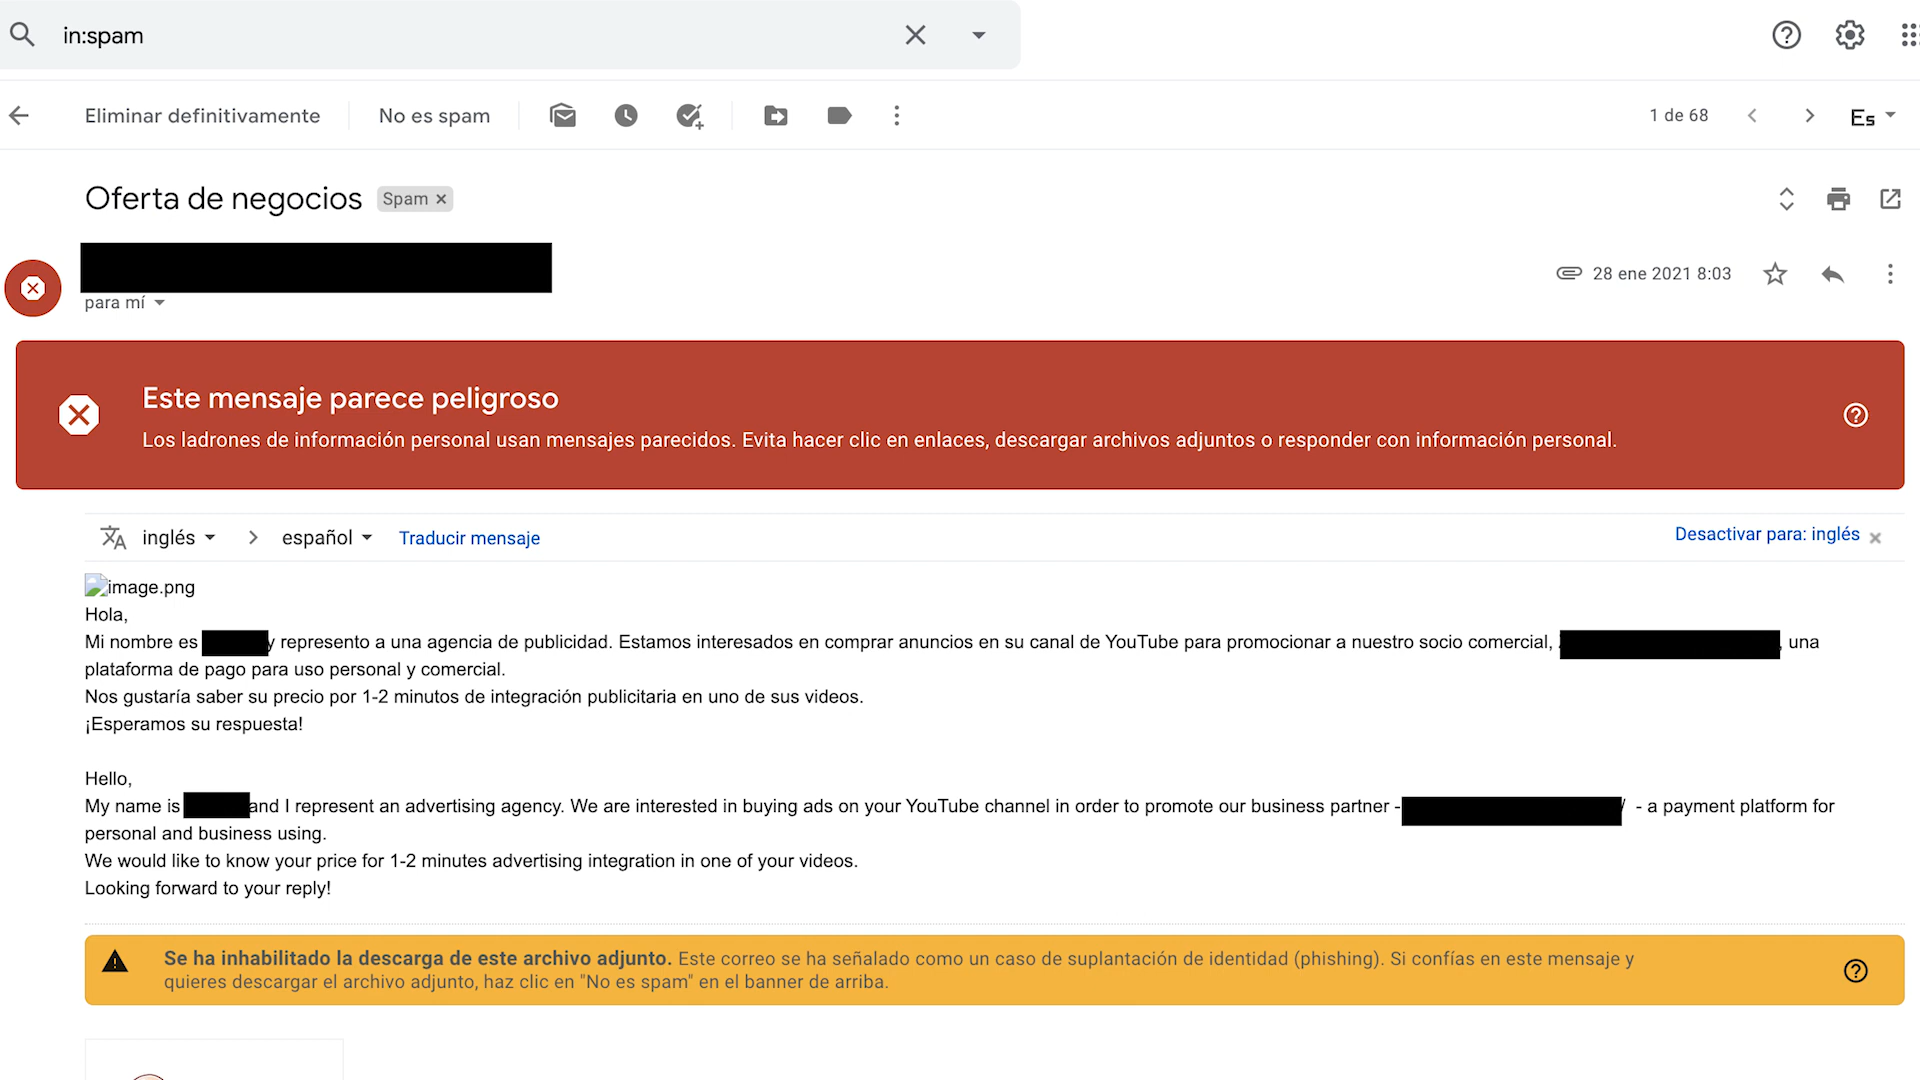 in:spam
Eliminar definitivamente
No es spam
1 de 68
Es
Oferta de negocios
Spam
28 ene 2021 8:03
para mí
Este mensaje parece peligroso
Los ladrones de información personal usan mensajes parecidos. Evita hacer clic en enlaces, descargar archivos adjuntos o responder con información personal.
inglés > español Traducir mensaje
Desactivar para: inglés
image.png
Hola,
Mi nombre es y represento a una agencia de publicidad. Estamos interesados en comprar anuncios en su canal de YouTube para promocionar a nuestro socio comercial, , una
plataforma de pago para uso personal y comercial.
Nos gustaría saber su precio por 1-2 minutos de integración publicitaria en uno de sus videos.
¡Esperamos su respuesta!
Hello,
My name is and I represent an advertising agency. We are interested in buying ads on your YouTube channel in order to promote our business partner - / - a payment platform for
personal and business using.
We would like to know your price for 1-2 minutes advertising integration in one of your videos.
Looking forward to your reply!
Se ha inhabilitado la descarga de este archivo adjunto. Este correo se ha señalado como un caso de suplantación de identidad (phishing). Si confías en este mensaje y
quieres descargar el archivo adjunto, haz clic en "No es spam" en el banner de arriba.